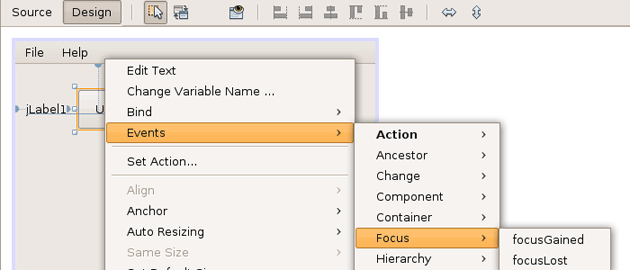 Source Design
File Help
jLabel1 U
Edit Text
Change Variable Name ...
Bind
Events
Set Action...
Align
Anchor
Auto Resizing
Same Size
Action
Ancestor
Change
Component
Container
Focus
Hierarchy
focusGained
focusLost